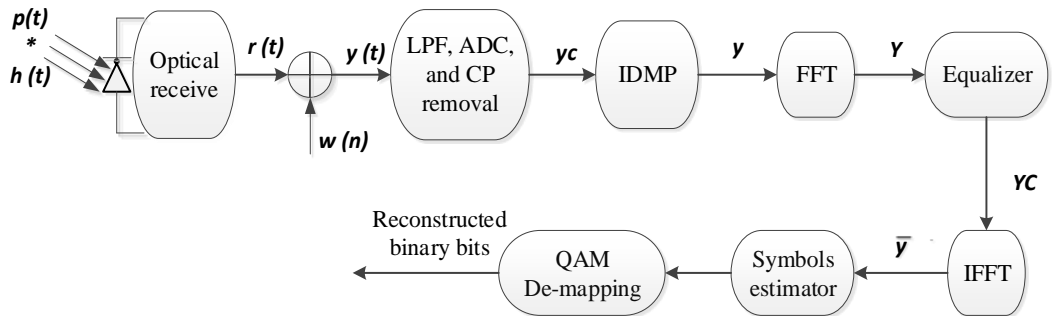 p(t)
*
h (t)
Optical
receive
r (t)
y (t)
w (n)
LPF, ADC,
and CP
removal
yc
IDMP
y
FFT
Y
Equalizer
YC
IFFT
y̅
Symbols
estimator
QAM
De-mapping
Reconstructed
binary bits